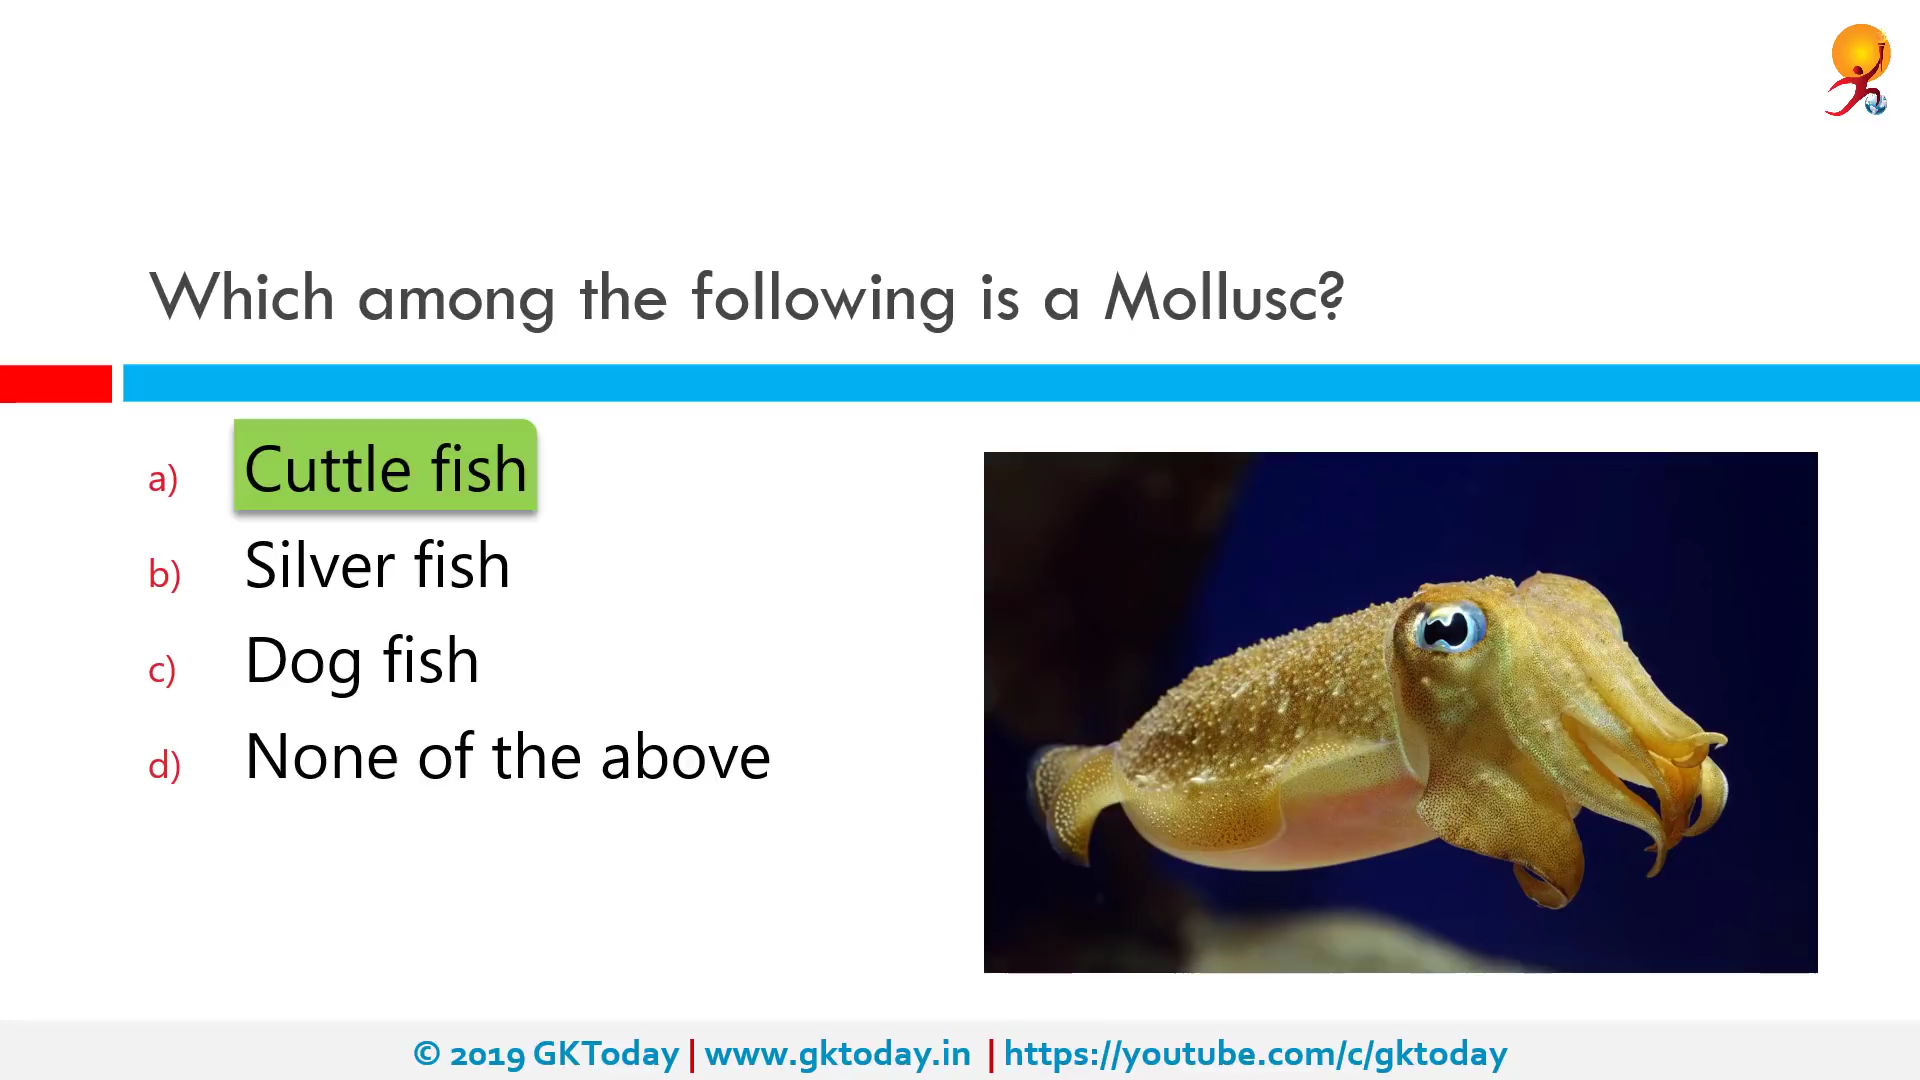 Which among the following is a Mollusc?
a) Cuttle fish
b) Silver fish
c) Dog fish
d) None of the above
© 2019 GKToday | www.gktoday.in | https://youtube.com/c/gktoday